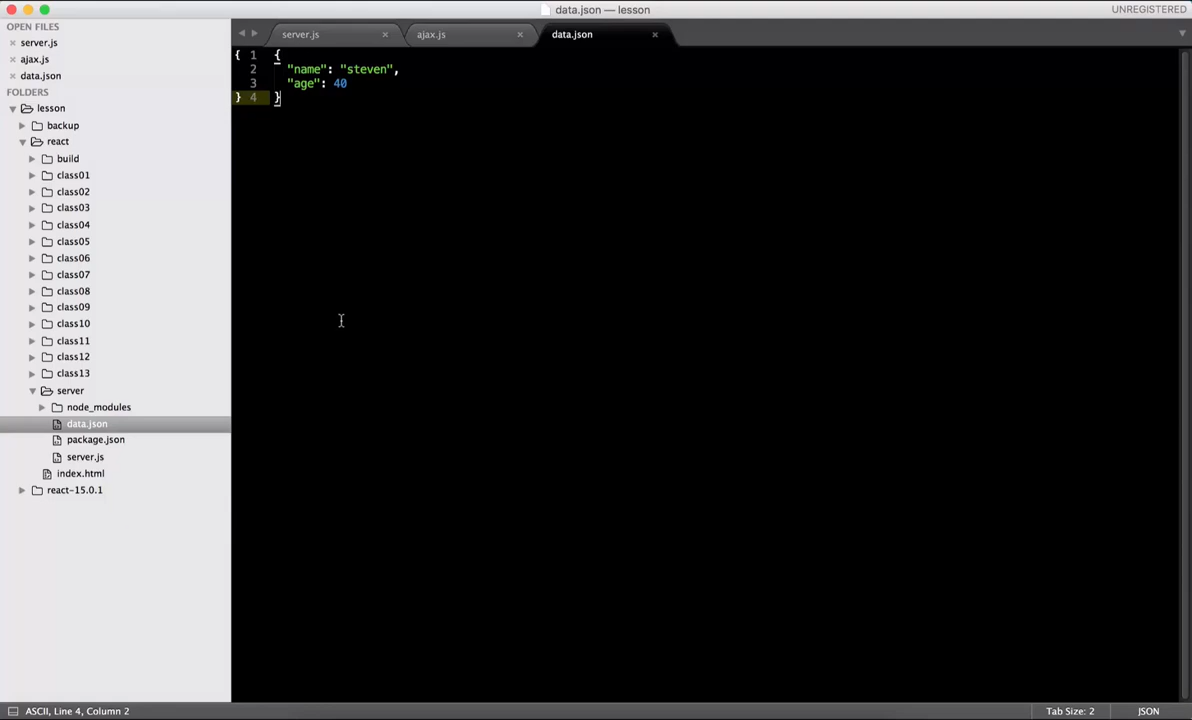 data.json — lesson
UNREGISTERED
OPEN FILES
server.js
ajax.js
data.json
FOLDERS
lesson
backup
react
build
class01
class02
class03
class04
class05
class06
class07
class08
class09
class10
class11
class12
class13
server
node_modules
data.json
package.json
server.js
index.html
react-15.0.1
server.js
ajax.js
data.json
{ 1 {
2 "name": "steven",
3 "age": 40
} 4 }
ASCII, Line 4, Column 2
Tab Size: 2
JSON